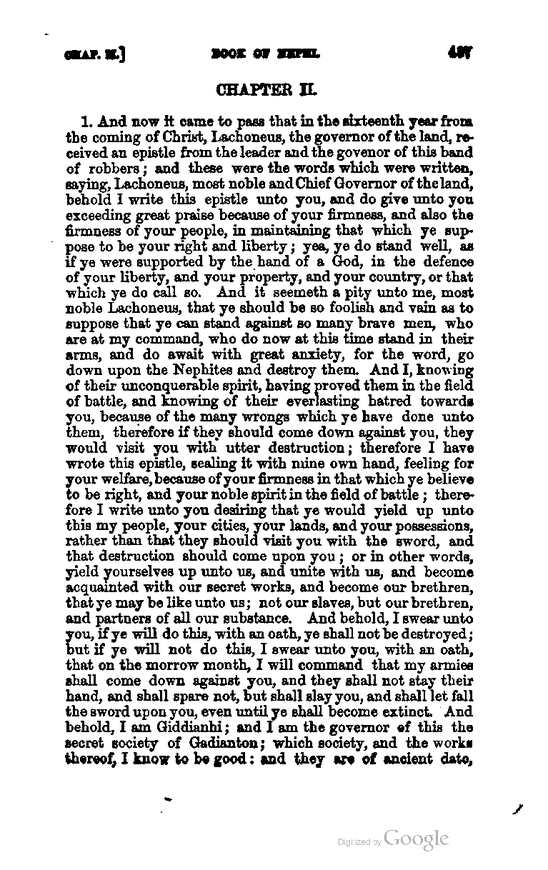 CHAP. II.] BOOK OF NEPHI. 437
CHAPTER II.
1. And now it came to pass that in the sixteenth year from
the coming of Christ, Lachoneus, the governor of the land, re-
ceived an epistle from the leader and the govenor of this band
of robbers; and these were the words which were written,
saying, Lachoneus, most noble and Chief Governor of the land,
behold I write this epistle unto you, and do give unto you
exceeding great praise because of your firmness, and also the
firmness of your people, in maintaining that which ye sup-
pose to be your right and liberty; yea, ye do stand well, as
if ye were supported by the hand of a God, in the defence
of your liberty, and your property, and your country, or that
which ye do call so. And it seemeth a pity unto me, most
noble Lachoneus, that ye should be so foolish and vain as to
suppose that ye can stand against so many brave men, who
are at my command, who do now at this time stand in their
arms, and do await with great anxiety, for the word, go
down upon the Nephites and destroy them. And I, knowing
of their unconquerable spirit, having proved them in the field
of battle, and knowing of their everlasting hatred towards
you, because of the many wrongs which ye have done unto
them, therefore if they should come down against you, they
would visit you with utter destruction; therefore I have
wrote this epistle, sealing it with mine own hand, feeling for
your welfare, because of your firmness in that which ye believe
to be right, and your noble spirit in the field of battle; there-
fore I write unto you desiring that ye would yield up unto
this my people, your cities, your lands, and your possessions,
rather than that they should visit you with the sword, and
that destruction should come upon you; or in other words,
yield yourselves up unto us, and unite with us, and become
acquainted with our secret works, and become our brethren,
that ye may be like unto us; not our slaves, but our brethren,
and partners of all our substance. And behold, I swear unto
you, if ye will do this, with an oath, ye shall not be destroyed;
but if ye will not do this, I swear unto you, with an oath,
that on the morrow month, I will command that my armies
shall come down against you, and they shall not stay their
hand, and shall spare not, but shall slay you, and shall let fall
the sword upon you, even until ye shall become extinct. And
behold, I am Giddianhi; and I am the governor of this the
secret society of Gadianton; which society, and the works
thereof, I know to be good: and they are of ancient date,
Digitized by Google